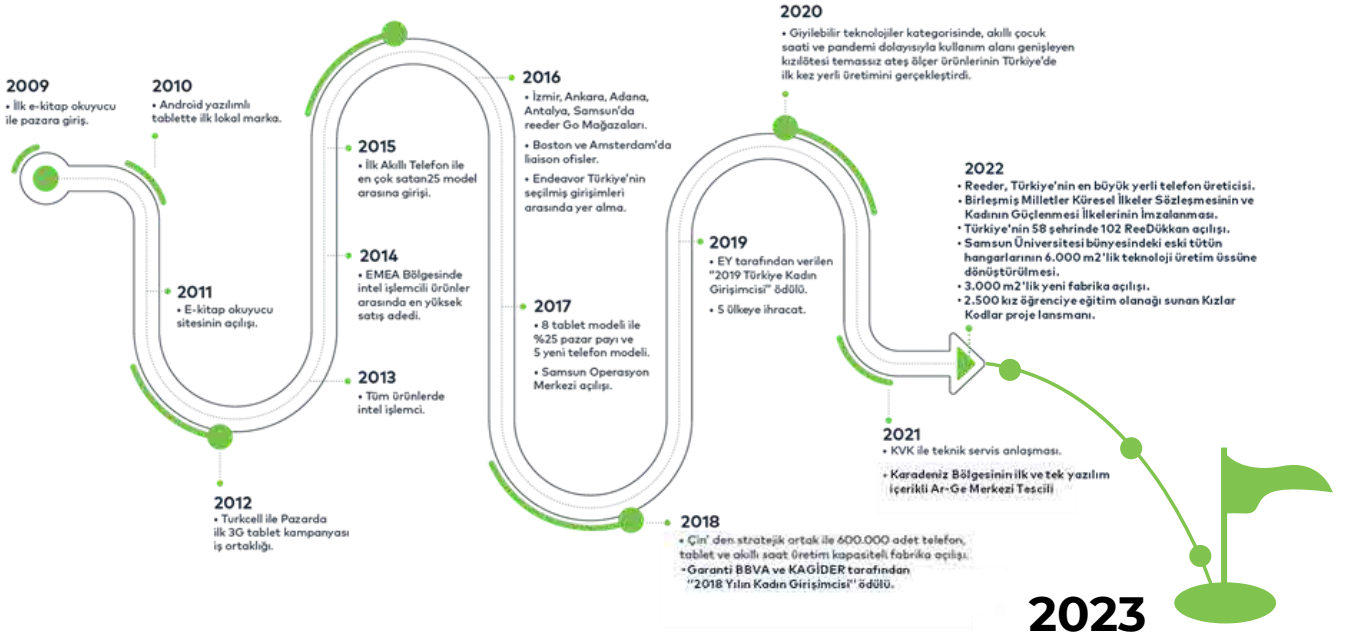 2009
• İlk e-kitap okuyucu
ile pazara giriş.
2010
• Android yazılımlı
tablette ilk lokal marka.
2011
• E-kitap okuyucu
sitesinin açılışı.
2012
• Turkcell ile Pazarda
ilk 3G tablet kampanyası
iş ortaklığı.
2013
• Tüm ürünlerde
intel işlemci.
2014
• EMEA Bölgesinde
intel işlemcili ürünler
arasında en yüksek
satış adedi.
2015
• İlk Akıllı Telefon ile
en çok satan25 model
arasına girişi.
2016
• İzmir, Ankara, Adana,
Antalya, Samsun'da
reeder Go Mağazaları.
• Boston ve Amsterdam'da
liaison ofisler.
• Endeavor Türkiye'nin
seçilmiş girişimleri
arasında yer alma.
2017
• 8 tablet modeli ile
%25 pazar payı ve
5 yeni telefon modeli.
• Samsun Operasyon
Merkezi açılışı.
2018
• Çin' den stratejik ortak ile 600.000 adet telefon,
tablet ve akıllı saat üretim kapasiteli fabrika açılışı.
• Garanti BBVA ve KAGİDER tarafından
"2018 Yılın Kadın Girişimcisi" ödülü.
2019
• EY tarafından verilen
"2019 Türkiye Kadın
Girişimcisi" ödülü.
• 5 ülkeye ihracat.
2020
• Giyilebilir teknolojiler kategorisinde, akıllı çocuk
saati ve pandemi dolayısıyla kullanım alanı genişleyen
kızılötesi temassız ateş ölçer ürünlerinin Türkiye'de
ilk kez yerli üretimini gerçekleştirdi.
2021
• KVK ile teknik servis anlaşması.
• Karadeniz Bölgesinin ilk ve tek yazılım
içerikli Ar-Ge Merkezi Tescili
2022
• Reeder, Türkiye'nin en büyük yerli telefon üreticisi.
• Birleşmiş Milletler Küresel İlkeler Sözleşmesinin ve
Kadının Güçlenmesi İlkelerinin İmzalanması.
• Türkiye'nin 58 şehrinde 102 ReeDükkan açılışı.
• Samsun Üniversitesi bünyesindeki eski tütün
hangarlarının 6.000 m2'lik teknoloji üretim üssüne
dönüştürülmesi.
• 3.000 m2'lik yeni fabrika açılışı.
• 2.500 kız öğrenciye eğitim olanağı sunan Kızlar
Kodlar proje lansmanı.
2023